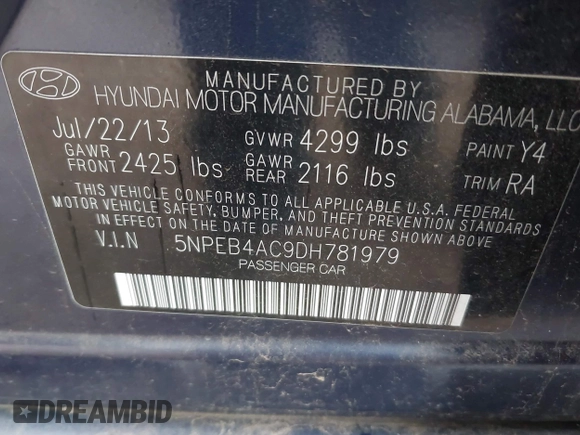 MANUFACTURED BY
HYUNDAI MOTOR MANUFACTURING ALABAMA, LLC
Jul/22/13 GVWR 4299 lbs PAINT Y4
GAWR FRONT 2425 lbs GAWR REAR 2116 lbs TRIM RA
THIS VEHICLE CONFORMS TO ALL APPLICABLE U.S.A. FEDERAL
MOTOR VEHICLE SAFETY, BUMPER, AND THEFT PREVENTION STANDARDS
IN EFFECT ON THE DATE OF MANUFACTURE SHOWN ABOVE.
V.I.N 5NPEB4AC9DH781979
PASSENGER CAR
DREAMBID